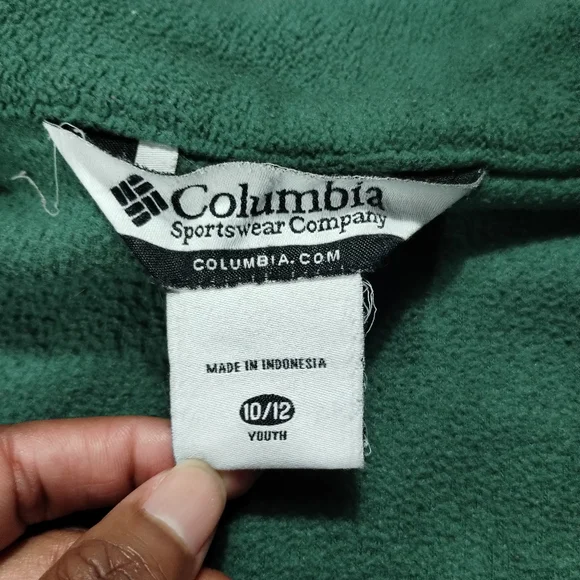 Columbia
Sportswear Company
COLUMBIA.COM
MADE IN INDONESIA
10/12
YOUTH